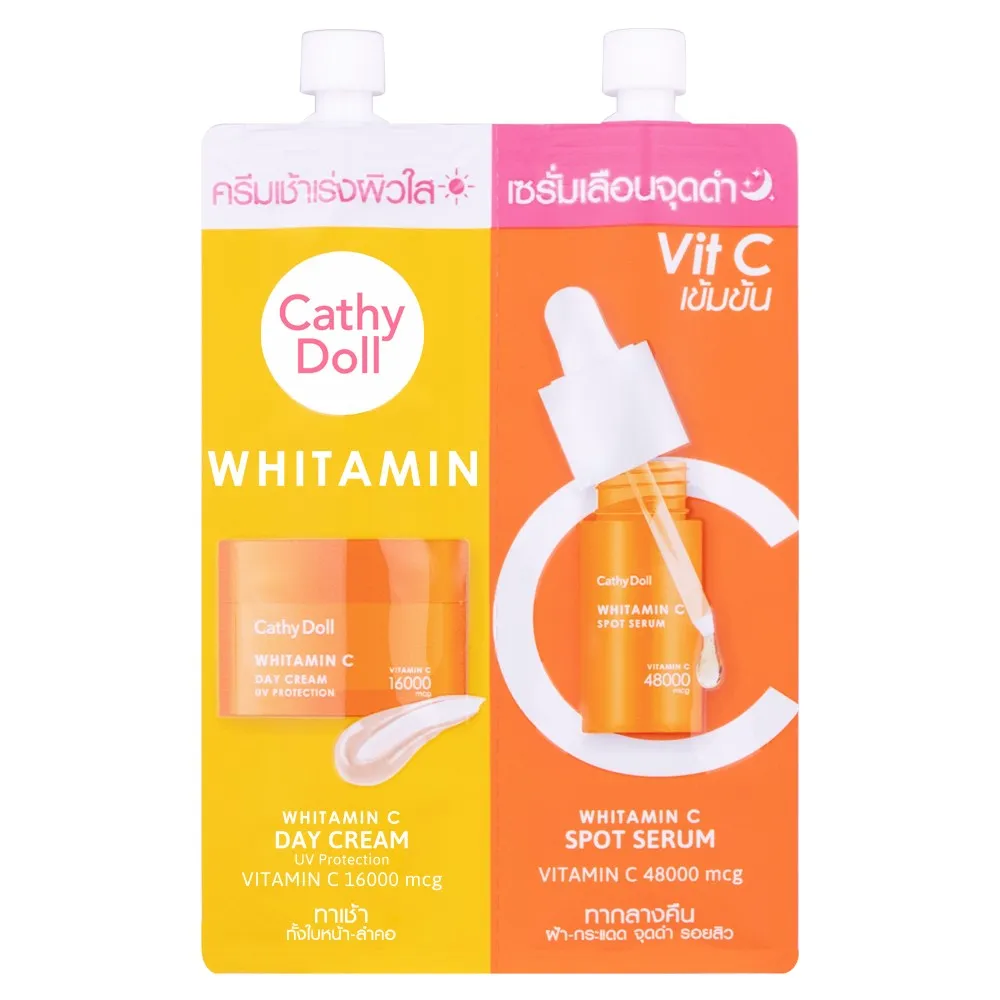 ครีมเช้าเร่งผิวใส
Cathy
Doll
WHITAMIN
Cathy Doll
WHITAMIN C
DAY CREAM
UV PROTECTION
VITAMIN C
16000
mcg
WHITAMIN C
DAY CREAM
UV Protection
VITAMIN C 16000 mcg
ทาเช้า
ทั้งใบหน้า-ลำคอ
เซรั่มเลือนจุดดำ
Vit C
เข้มข้น
Cathy Doll
WHITAMIN C
SPOT SERUM
VITAMIN C
48000
mcg
C
WHITAMIN C
SPOT SERUM
VITAMIN C 48000 mcg
ทากลางคืน
ฝ้า-กระแดด จุดดำ รอยสิว